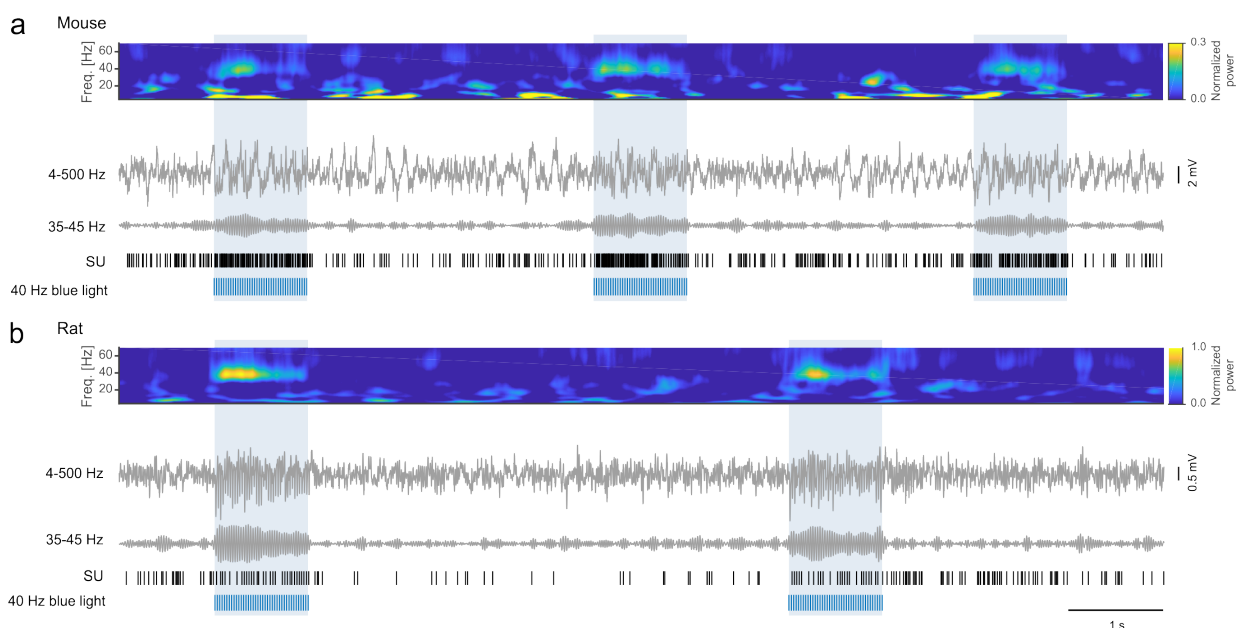 a
Mouse
Freq. [Hz]
60
40
20
0.3
0.0
Normalized
power
4-500 Hz
2 mV
35-45 Hz
SU
40 Hz blue light
b
Rat
Freq. [Hz]
60
40
20
1.0
0.0
Normalized
power
4-500 Hz
0.5 mV
35-45 Hz
SU
40 Hz blue light
1 s